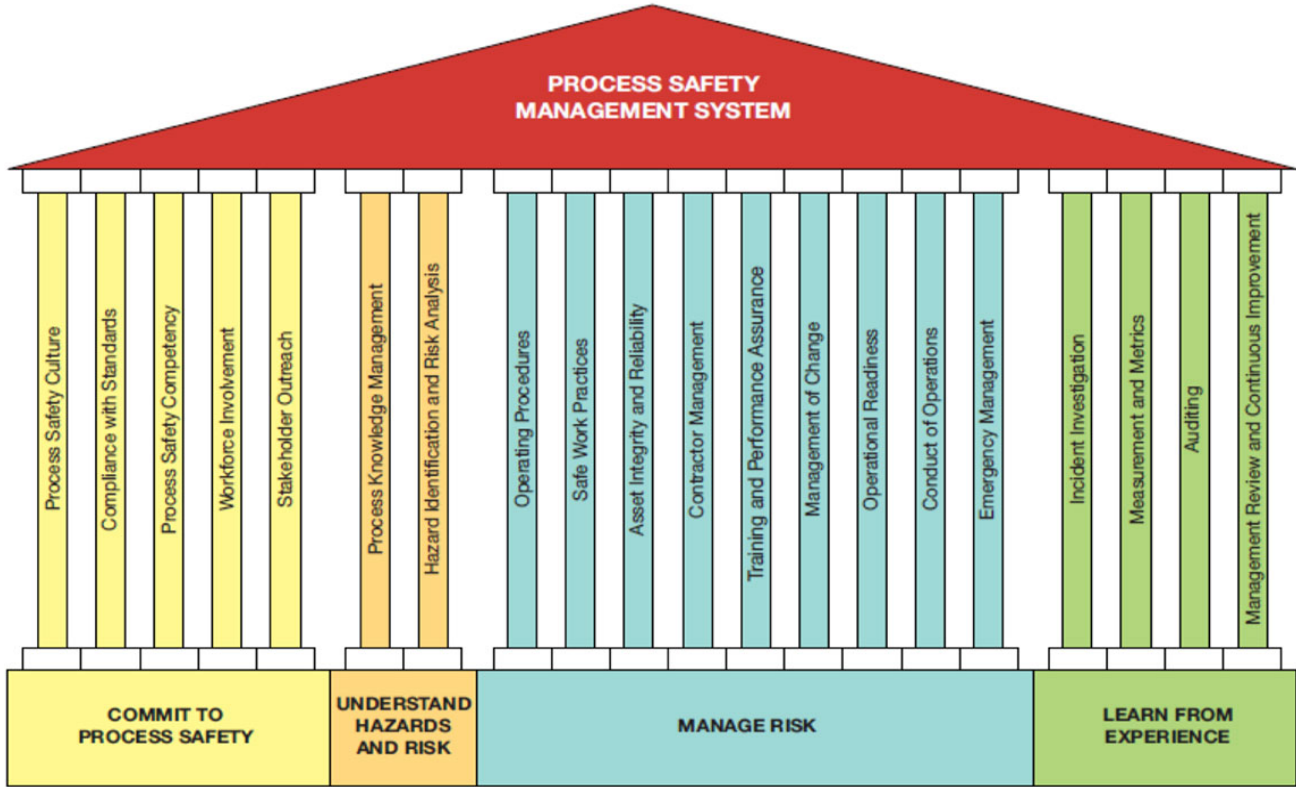 PROCESS SAFETY
MANAGEMENT SYSTEM
Process Safety Culture
Compliance with Standards
Process Safety Competency
Workforce Involvement
Stakeholder Outreach
Process Knowledge Management
Hazard Identification and Risk Analysis
Operating Procedures
Safe Work Practices
Asset Integrity and Reliability
Contractor Management
Training and Performance Assurance
Management of Change
Operational Readiness
Conduct of Operations
Emergency Management
Incident Investigation
Measurement and Metrics
Auditing
Management Review and Continuous Improvement
COMMIT TO
PROCESS SAFETY
UNDERSTAND
HAZARDS
AND RISK
MANAGE RISK
LEARN FROM
EXPERIENCE